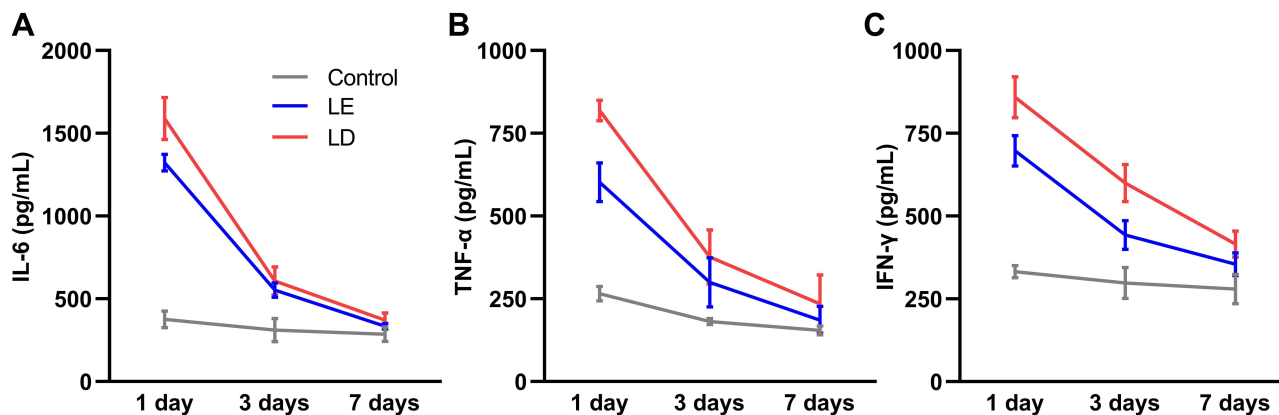 A
IL-6 (pg/mL)
2000
1500
1000
500
0
1 day 3 days 7 days
Control
LE
LD
B
TNF-α (pg/mL)
1000
750
500
250
0
1 day 3 days 7 days
C
IFN-γ (pg/mL)
1000
750
500
250
0
1 day 3 days 7 days